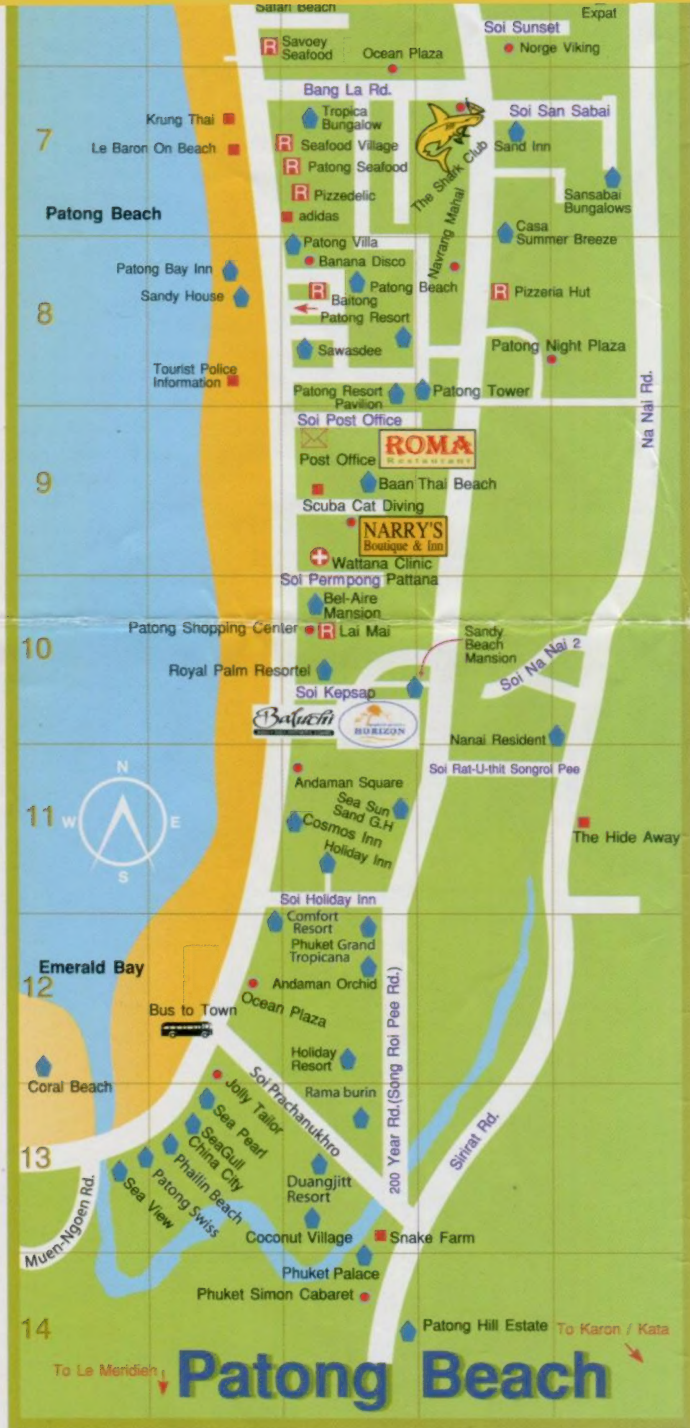 Safari Beach
Expat
Soi Sunset
Savoey
Seafood
R
Ocean Plaza
Norge Viking
Bang La Rd.
7
Krung Thai
Tropica
Bungalow
Soi San Sabai
Le Baron On Beach
R
Seafood Village
The Shark Club
Sand Inn
R
Patong Seafood
R
Pizzedelic
Sansabai
Bungalows
Patong Beach
adidas
Navrang Mahal
Casa
Summer Breeze
Patong Villa
Banana Disco
Patong Bay Inn
Sandy House
R
Baitong
Patong Beach
R
Pizzeria Hut
8
Patong Resort
Sawasdee
Patong Night Plaza
Tourist Police
Information
Patong Resort
Pavilion
Patong Tower
Na Nai Rd.
Soi Post Office
ROMA
Restaurant
Post Office
9
Baan Thai Beach
Scuba Cat Diving
NARRY'S
Boutique & Inn
Wattana Clinic
Soi Permpong Pattana
Bel-Aire
Mansion
Patong Shopping Center
R
Lai Mai
10
Sandy
Beach
Mansion
Soi Na Nai 2
Royal Palm Resortel
Soi Kepsap
Baluchi
HORIZON
Nanai Resident
Soi Rat-U-thit Songroi Pee
N
W
E
S
11
Andaman Square
Sea Sun
Sand G.H
Cosmos Inn
Holiday Inn
The Hide Away
Soi Holiday Inn
Comfort
Resort
Phuket Grand
Tropicana
Emerald Bay
12
Andaman Orchid
Ocean Plaza
Bus to Town
200 Year Rd.(Song Roi Pee Rd.)
Holiday
Resort
Coral Beach
Soi Prachanukhro
Rama burin
Jolly Tailor
Sea Pearl
SeaGull
China City
Phailin Beach
Patong Swiss
Sea View
13
Sirirat Rd.
Muen-Ngoen Rd.
Duangjitt
Resort
Coconut Village
Snake Farm
Phuket Palace
Phuket Simon Cabaret
14
Patong Hill Estate
To Karon / Kata
To Le Meridien
Patong Beach